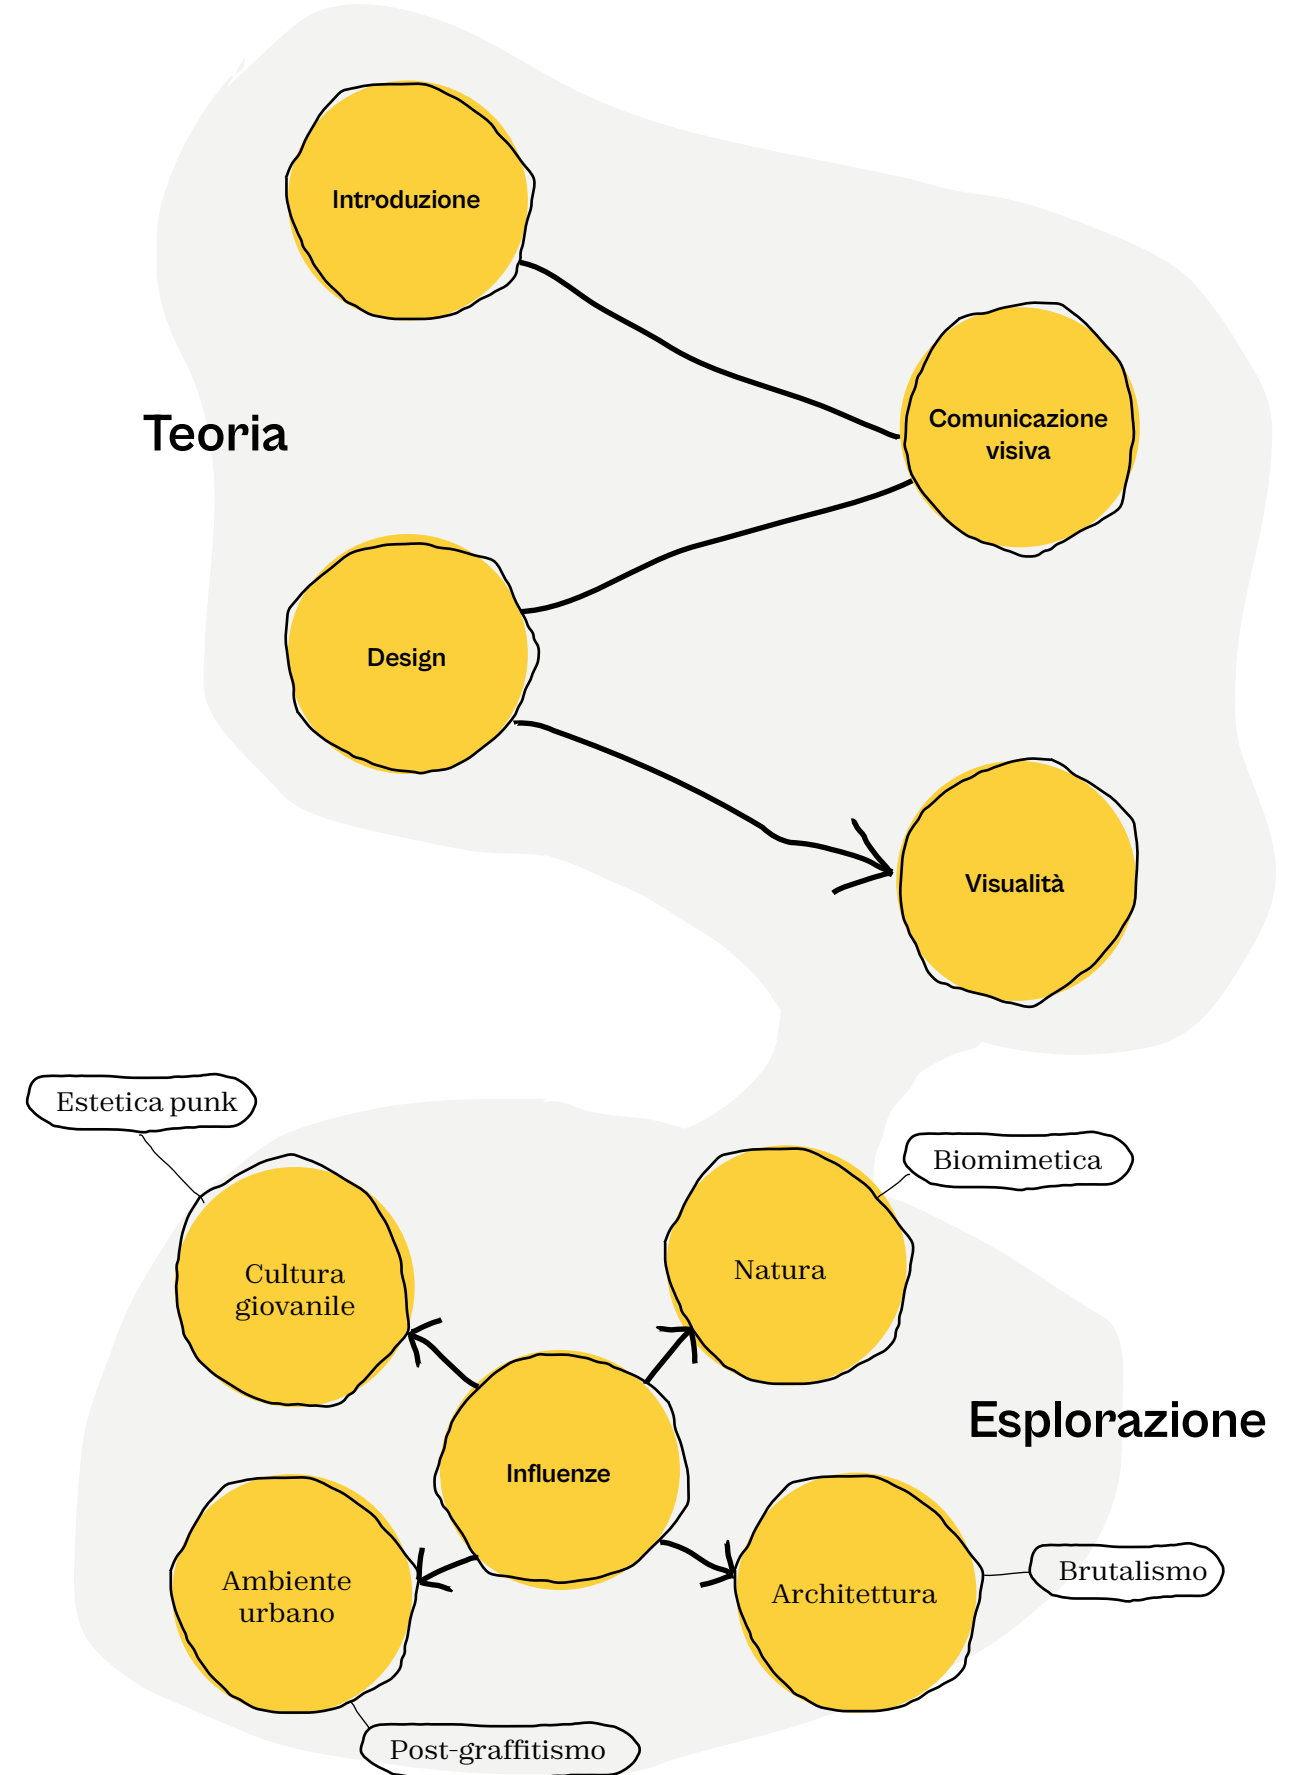 Introduzione
Comunicazione
visiva
Teoria
Design
Visualità
Estetica punk
Biomimetica
Cultura
giovanile
Natura
Esplorazione
Influenze
Ambiente
urbano
Architettura
Brutalismo
Post-graffitismo